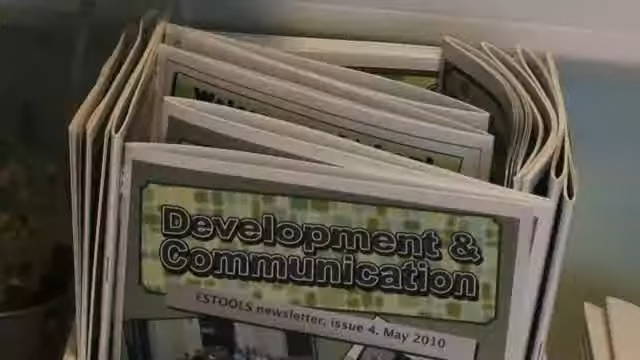 Development &
Communication
ESTOOLS newsletter, issue 4, May 2010